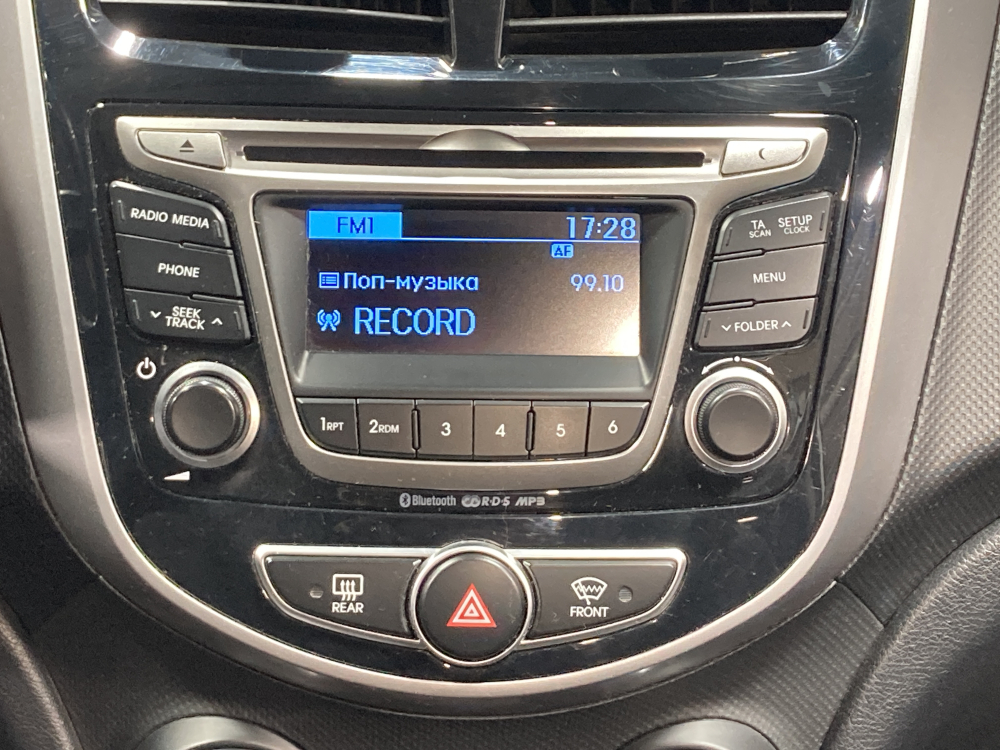 RADIO MEDIA
PHONE
SEEK
TRACK
FM1 17:28
AF
Поп-музыка 99.10
RECORD
TA SETUP
SCAN CLOCK
MENU
FOLDER
1RPT 2RDM 3 4 5 6
Bluetooth R·D·S MP3
REAR
FRONT